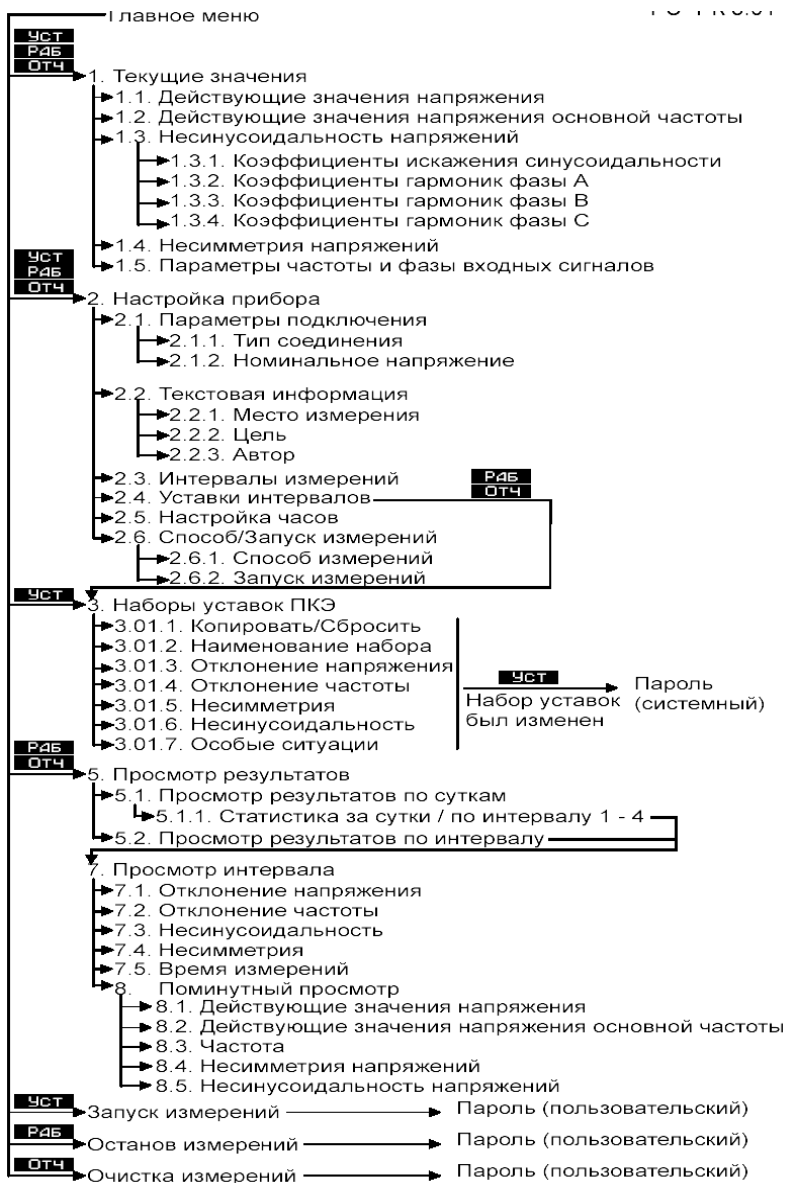 Главное меню
УСТ
РАБ
ОТЧ
1. Текущие значения
1.1. Действующие значения напряжения
1.2. Действующие значения напряжения основной частоты
1.3. Несинусоидальность напряжений
1.3.1. Коэффициенты искажения синусоидальности
1.3.2. Коэффициенты гармоник фазы А
1.3.3. Коэффициенты гармоник фазы В
1.3.4. Коэффициенты гармоник фазы С
1.4. Несимметрия напряжений
1.5. Параметры частоты и фазы входных сигналов
УСТ
РАБ
ОТЧ
2. Настройка прибора
2.1. Параметры подключения
2.1.1. Тип соединения
2.1.2. Номинальное напряжение
2.2. Текстовая информация
2.2.1. Место измерения
2.2.2. Цель
2.2.3. Автор
2.3. Интервалы измерений
РАБ
ОТЧ
2.4. Уставки интервалов
2.5. Настройка часов
2.6. Способ/Запуск измерений
2.6.1. Способ измерений
2.6.2. Запуск измерений
УСТ
3. Наборы уставок ПКЭ
3.01.1. Копировать/Сбросить
3.01.2. Наименование набора
3.01.3. Отклонение напряжения
3.01.4. Отклонение частоты
3.01.5. Несимметрия
3.01.6. Несинусоидальность
3.01.7. Особые ситуации
УСТ
Набор уставок
был изменен
Пароль
(системный)
РАБ
ОТЧ
5. Просмотр результатов
5.1. Просмотр результатов по суткам
5.1.1. Статистика за сутки / по интервалу 1 - 4
5.2. Просмотр результатов по интервалу
7. Просмотр интервала
7.1. Отклонение напряжения
7.2. Отклонение частоты
7.3. Несинусоидальность
7.4. Несимметрия
7.5. Время измерений
8. Поминутный просмотр
8.1. Действующие значения напряжения
8.2. Действующие значения напряжения основной частоты
8.3. Частота
8.4. Несимметрия напряжений
8.5. Несинусоидальность напряжений
УСТ
Запуск измерений Пароль (пользовательский)
РАБ
Останов измерений Пароль (пользовательский)
ОТЧ
Очистка измерений Пароль (пользовательский)